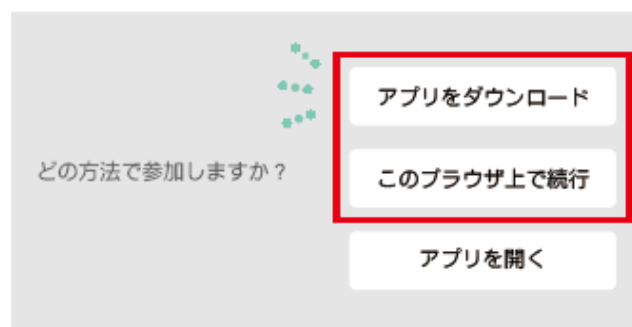 アプリをダウンロード
どの方法で参加しますか？
このブラウザ上で続行
アプリを開く